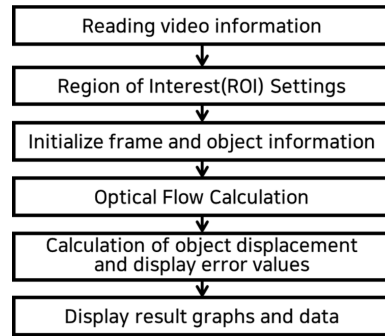 Reading video information
Region of Interest(ROI) Settings
Initialize frame and object information
Optical Flow Calculation
Calculation of object displacement
and display error values
Display result graphs and data